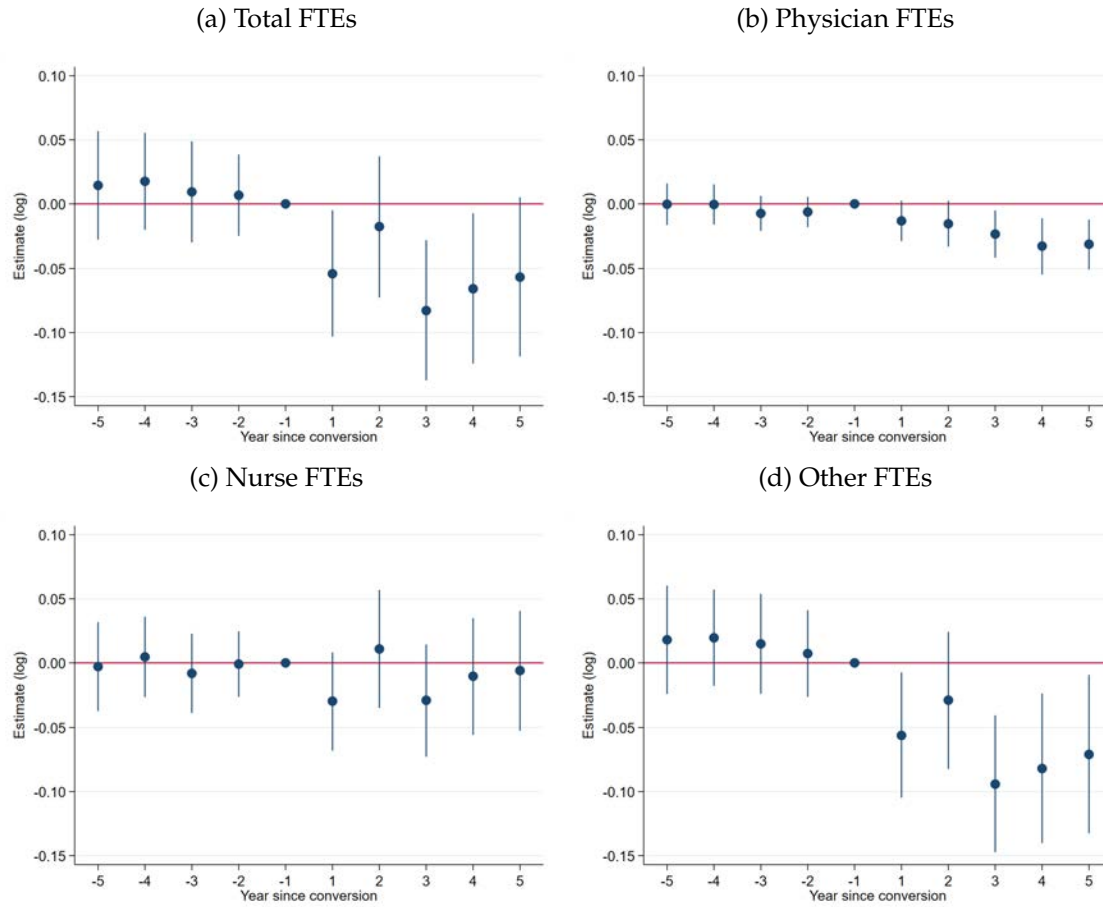 (a) Total FTEs
0.10
0.05
0.00
-0.05
-0.10
-0.15
Estimate (log)
-5 -4 -3 -2 -1 1 2 3 4 5
Year since conversion
(b) Physician FTEs
0.10
0.05
0.00
-0.05
-0.10
-0.15
Estimate (log)
-5 -4 -3 -2 -1 1 2 3 4 5
Year since conversion
(c) Nurse FTEs
0.10
0.05
0.00
-0.05
-0.10
-0.15
Estimate (log)
-5 -4 -3 -2 -1 1 2 3 4 5
Year since conversion
(d) Other FTEs
0.10
0.05
0.00
-0.05
-0.10
-0.15
Estimate (log)
-5 -4 -3 -2 -1 1 2 3 4 5
Year since conversion